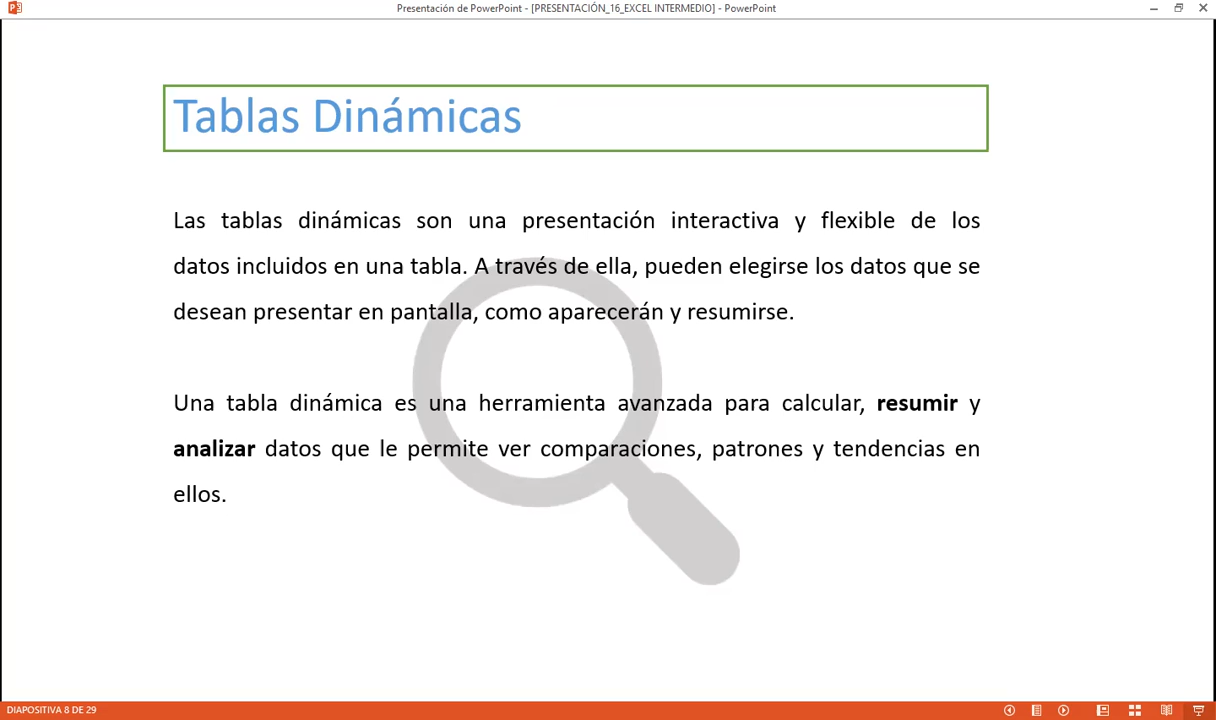 Presentación de PowerPoint - [PRESENTACIÓN_16_EXCEL INTERMEDIO] - PowerPoint
Tablas Dinámicas
Las tablas dinámicas son una presentación interactiva y flexible de los
datos incluidos en una tabla. A través de ella, pueden elegirse los datos que se
desean presentar en pantalla, como aparecerán y resumirse.
Una tabla dinámica es una herramienta avanzada para calcular, resumir y
analizar datos que le permite ver comparaciones, patrones y tendencias en
ellos.
DIAPOSITIVA 8 DE 29